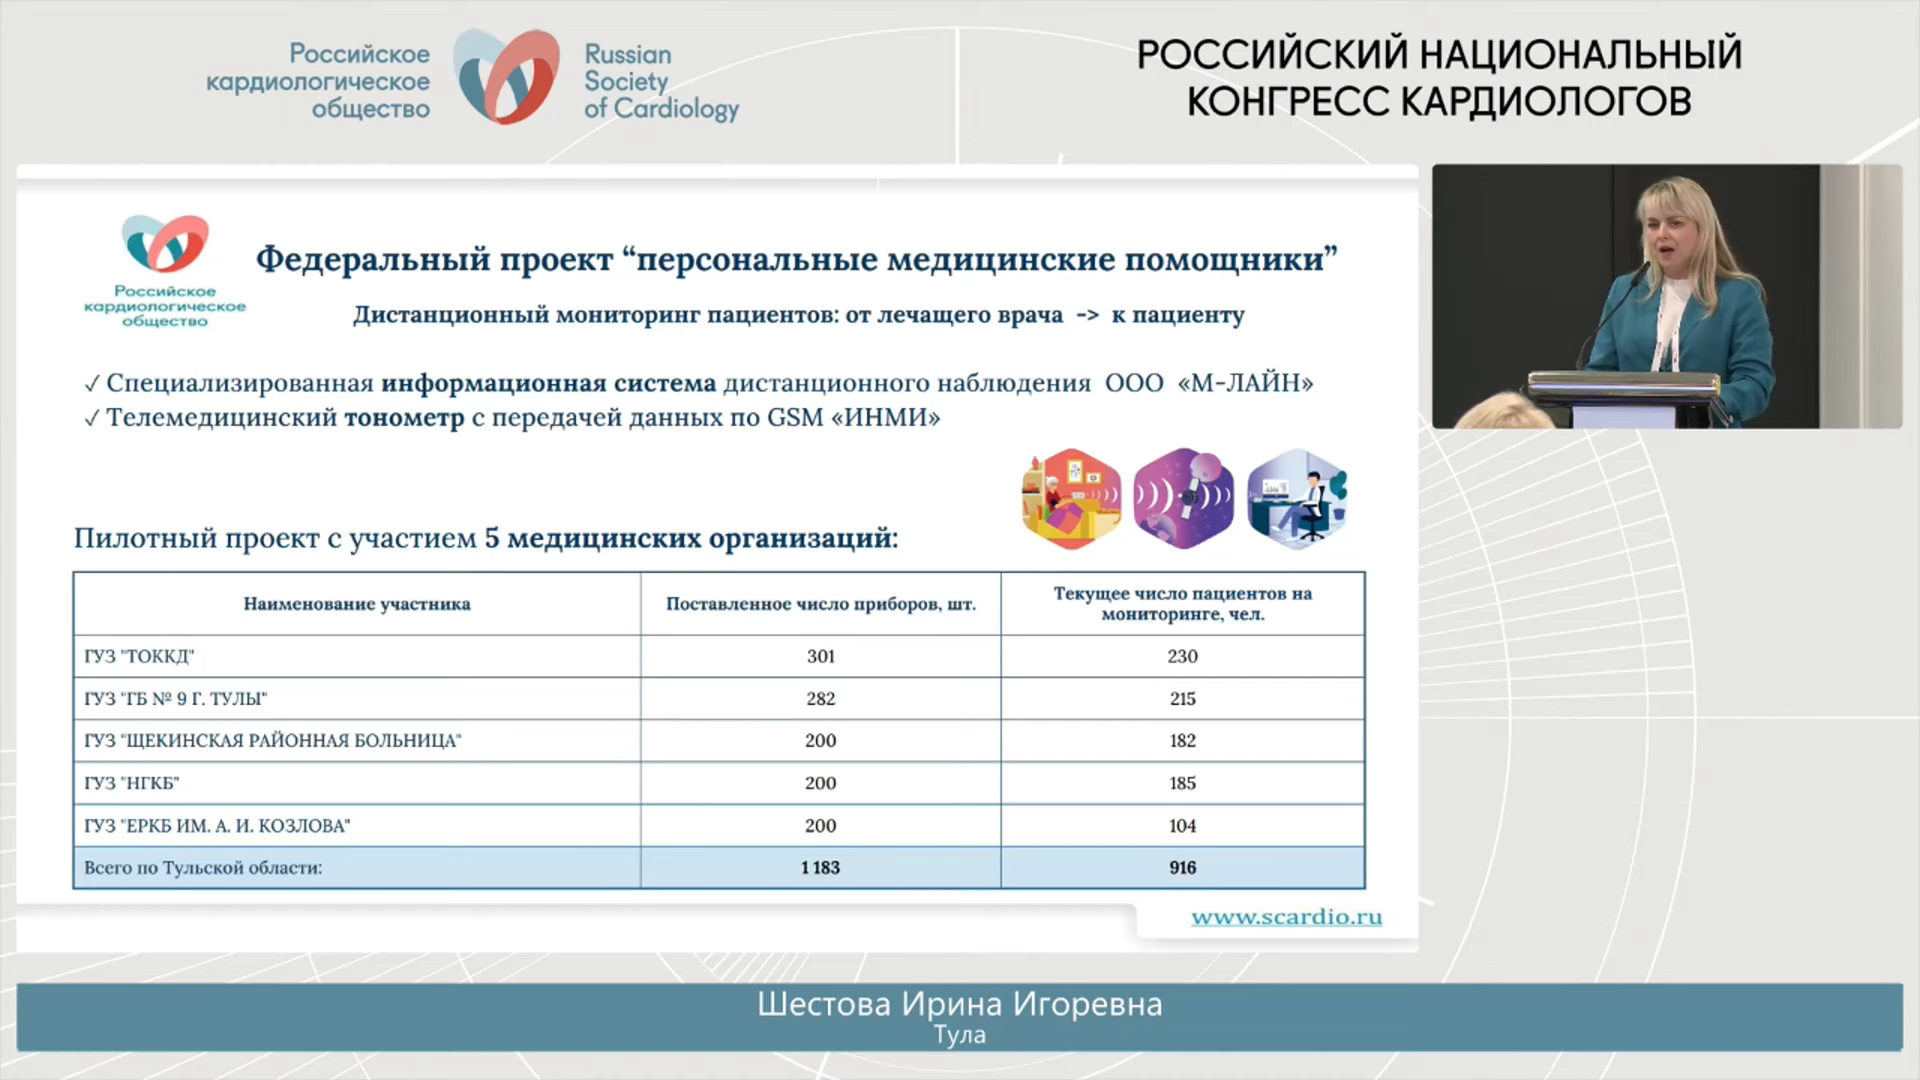 Российское
кардиологическое
общество
Russian
Society
of Cardiology
РОССИЙСКИЙ НАЦИОНАЛЬНЫЙ
КОНГРЕСС КАРДИОЛОГОВ
Российское
кардиологическое
общество
Федеральный проект “персональные медицинские помощники”
Дистанционный мониторинг пациентов: от лечащего врача -> к пациенту
✓ Специализированная информационная система дистанционного наблюдения ООО «М-ЛАЙН»
✓ Телемедицинский тонометр с передачей данных по GSM «ИНМИ»
Пилотный проект с участием 5 медицинских организаций:
Наименование участника
Поставленное число приборов, шт.
Текущее число пациентов на
мониторинге, чел.
ГУЗ "ТОККД" 301 230
ГУЗ "ГБ № 9 Г. ТУЛЫ" 282 215
ГУЗ "ЩЕКИНСКАЯ РАЙОННАЯ БОЛЬНИЦА" 200 182
ГУЗ "НГКБ" 200 185
ГУЗ "ЕРКБ ИМ. А. И. КОЗЛОВА" 200 104
Всего по Тульской области: 1 183 916
www.scardio.ru
Шестова Ирина Игоревна
Тула